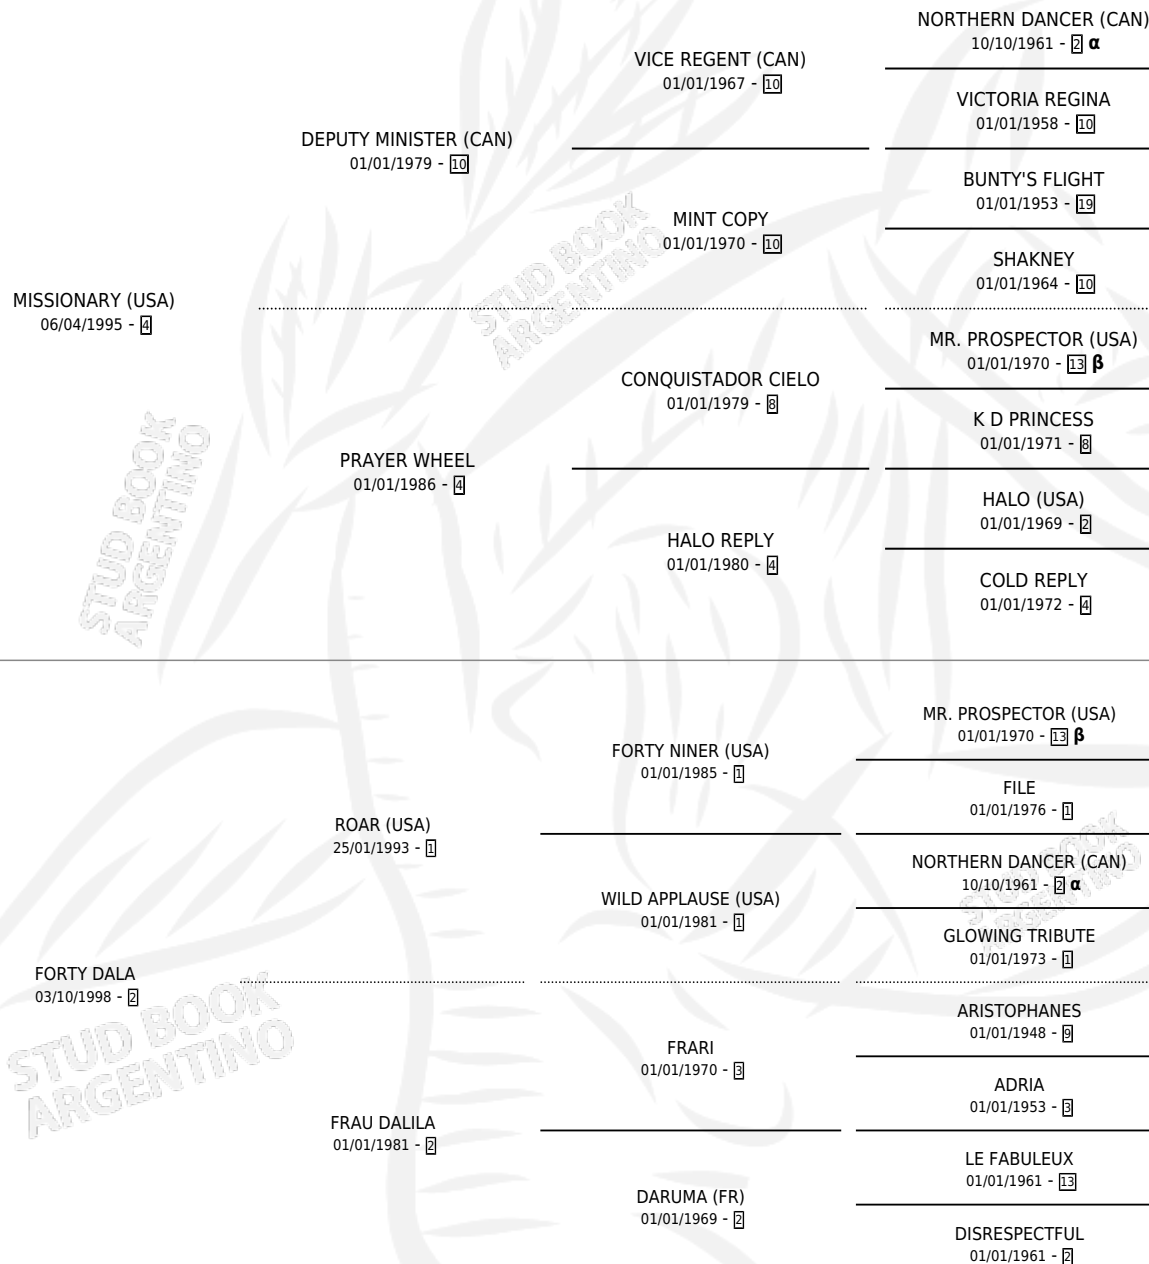 NORTHERN DANCER (CAN)
10/10/1961 - 2 α
VICE REGENT (CAN)
01/01/1967 - 10
VICTORIA REGINA
01/01/1958 - 10
DEPUTY MINISTER (CAN)
01/01/1979 - 10
BUNTY'S FLIGHT
01/01/1953 - 19
MINT COPY
01/01/1970 - 10
SHAKNEY
01/01/1964 - 10
MISSIONARY (USA)
06/04/1995 - 4
MR. PROSPECTOR (USA)
01/01/1970 - 13 β
CONQUISTADOR CIELO
01/01/1979 - 8
K D PRINCESS
01/01/1971 - 8
PRAYER WHEEL
01/01/1986 - 4
HALO (USA)
01/01/1969 - 2
HALO REPLY
01/01/1980 - 4
COLD REPLY
01/01/1972 - 4
MR. PROSPECTOR (USA)
01/01/1970 - 13 β
FORTY NINER (USA)
01/01/1985 - 1
FILE
01/01/1976 - 1
ROAR (USA)
25/01/1993 - 1
NORTHERN DANCER (CAN)
10/10/1961 - 2 α
WILD APPLAUSE (USA)
01/01/1981 - 1
GLOWING TRIBUTE
01/01/1973 - 1
FORTY DALA
03/10/1998 - 2
ARISTOPHANES
01/01/1948 - 9
FRARI
01/01/1970 - 3
ADRIA
01/01/1953 - 3
FRAU DALILA
01/01/1981 - 2
LE FABULEUX
01/01/1961 - 13
DARUMA (FR)
01/01/1969 - 2
DISRESPECTFUL
01/01/1961 - 2
STUD BOOK
ARGENTINO
STUD BOOK
ARGENTINO
STUD BOOK
ARGENTINO
STUD BOOK
ARGENTINO